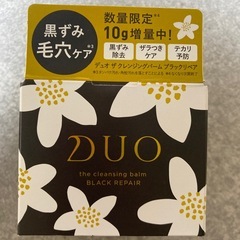 黒ずみ
毛穴ケア※3
数量限定※4
10g増量中!
黒ずみ
除去
ザラつき
ケア
テカリ
予防
デュオ ザ クレンジングバーム ブラックリペア
DUO
the cleansing balm
BLACK REPAIR